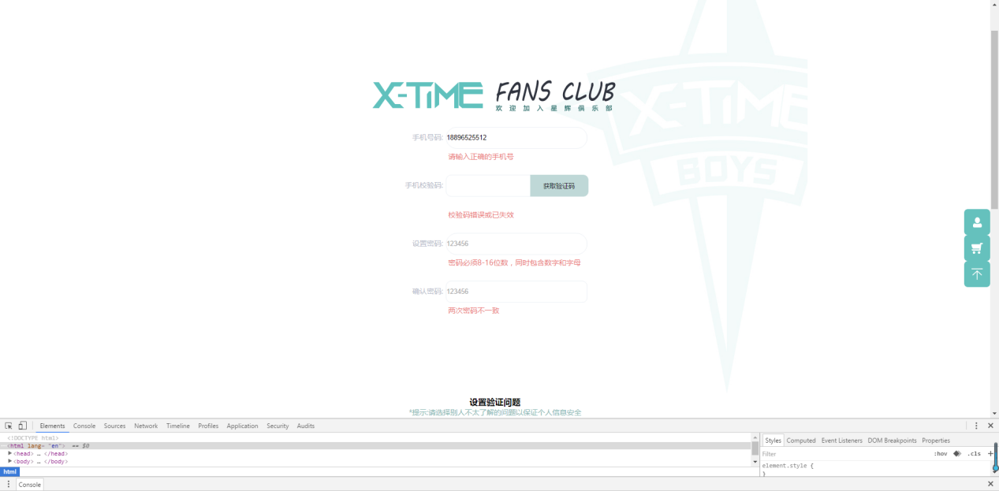 X-TIME FANS CLUB
欢迎加入星辉俱乐部
X-TIME
BOYS
手机号码: 18896525512
请输入正确的手机号
手机校验码: 获取验证码
校验码错误或已失效
设置密码: 123456
密码必须8-16位数，同时包含数字和字母
确认密码: 123456
两次密码不一致
设置验证问题
*提示:请选择别人不太了解的问题以保证个人信息安全
Elements Console Sources Network Timeline Profiles Application Security Audits
<!DOCTYPE html>
<html lang= "en"> == $0
<head> … </head>
<body> … </body>
html
Styles Computed Event Listeners DOM Breakpoints Properties
Filter :hov .cls +
element.style {
}
Console